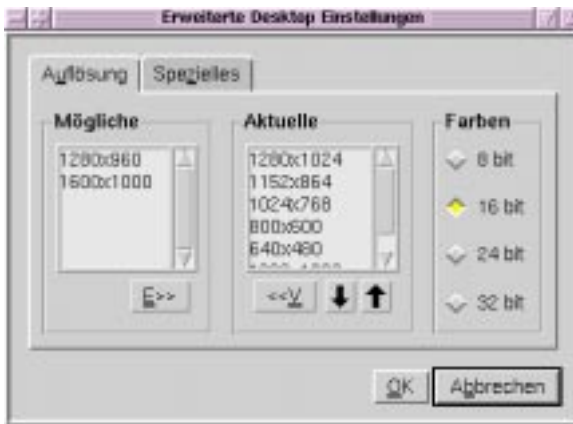 Erweiterte Desktop Einstellungen
Auflösung Spezielles
Mögliche
1280x960
1600x1000
E>>
Aktuelle
1280x1024
1152x864
1024x768
800x600
640x480
<<V
Farben
8 bit
16 bit
24 bit
32 bit
OK Abbrechen